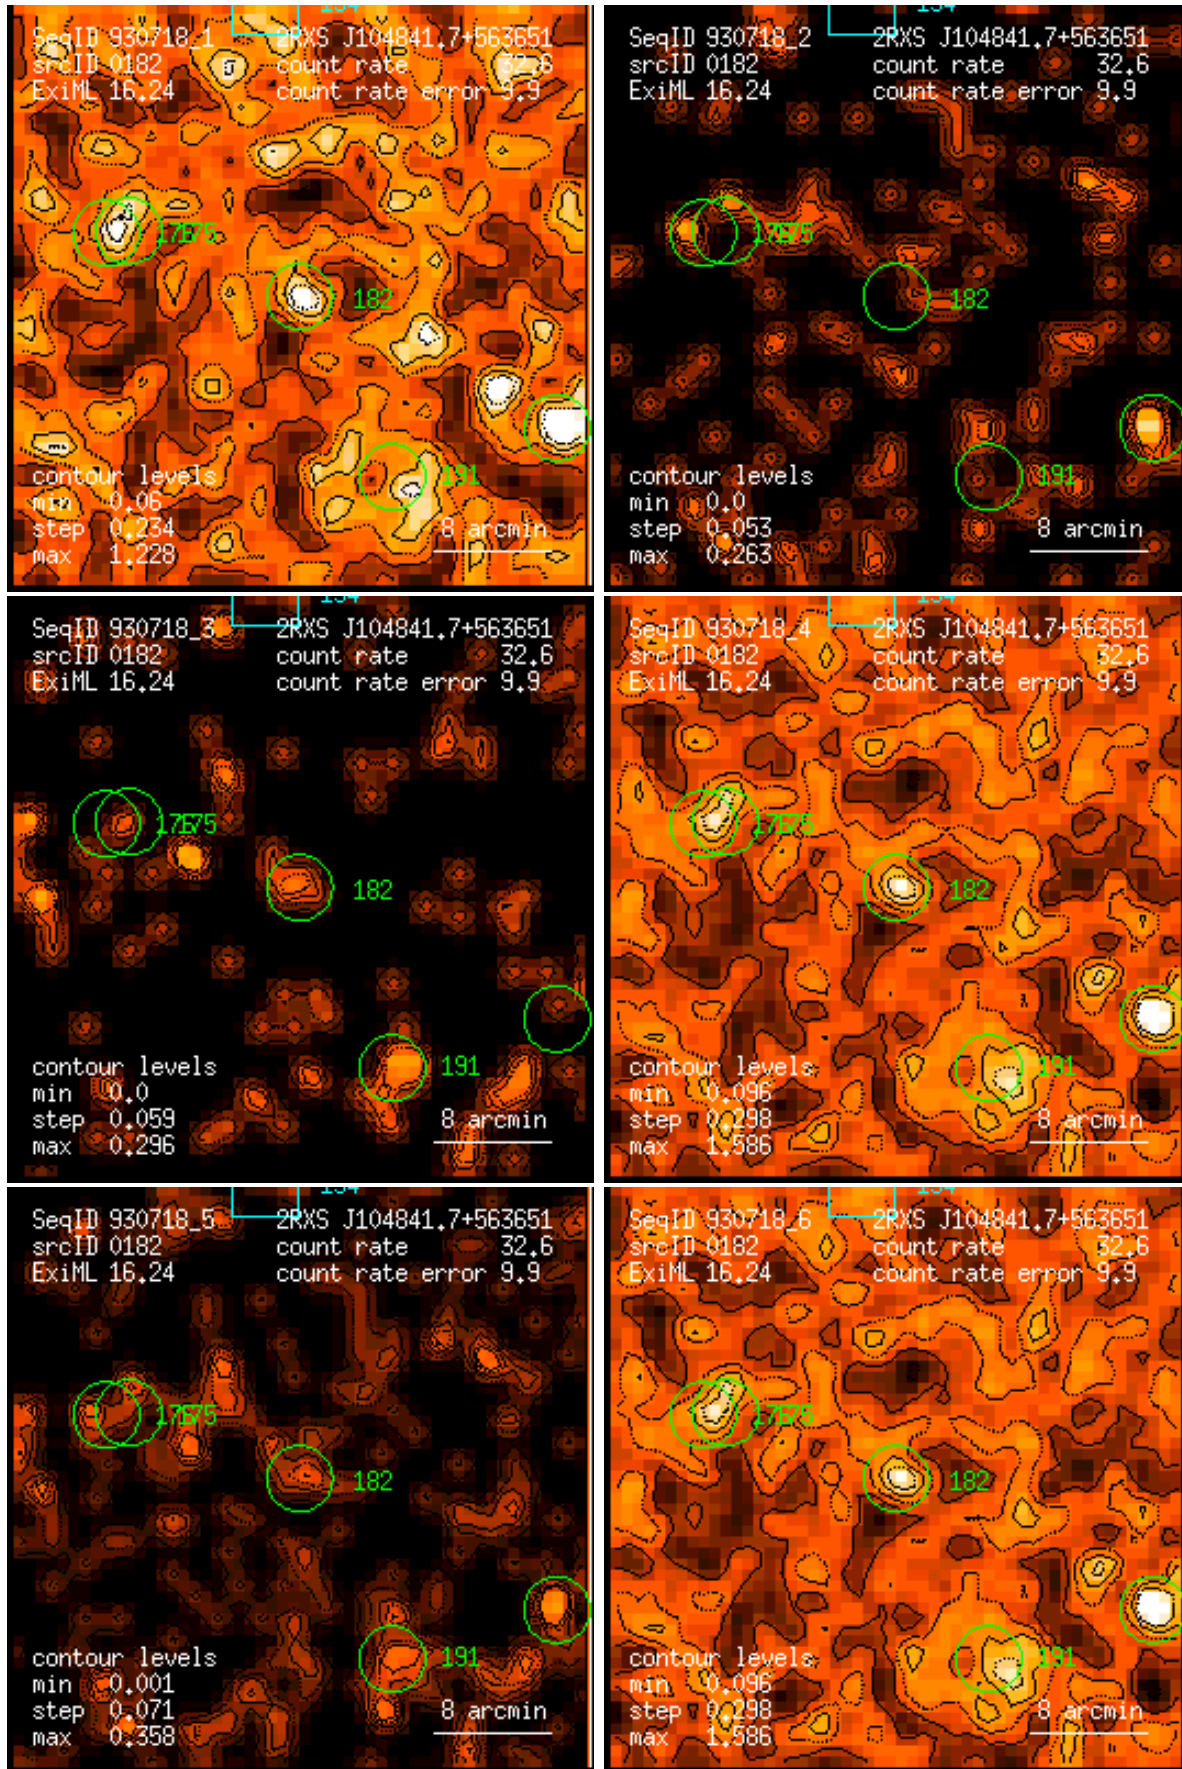 194
SeqID 930718_1 2RXS J104841.7+563651
srcID 0182 count rate 32.6
ExiML 16.24 count rate error 9.9
182
191
contour levels
min 0.06
step 0.234 8 arcmin
max 1.228
194
SeqID 930718_2 2RXS J104841.7+563651
srcID 0182 count rate 32.6
ExiML 16.24 count rate error 9.9
182
191
contour levels
min 0.0
step 0.053 8 arcmin
max 0.263
194
SeqID 930718_3 2RXS J104841.7+563651
srcID 0182 count rate 32.6
ExiML 16.24 count rate error 9.9
182
191
contour levels
min 0.0
step 0.059 8 arcmin
max 0.296
194
SeqID 930718_4 2RXS J104841.7+563651
srcID 0182 count rate 32.6
ExiML 16.24 count rate error 9.9
182
191
contour levels
min 0.096
step 0.298 8 arcmin
max 1.586
194
SeqID 930718_5 2RXS J104841.7+563651
srcID 0182 count rate 32.6
ExiML 16.24 count rate error 9.9
182
191
contour levels
min 0.001
step 0.071 8 arcmin
max 0.358
194
SeqID 930718_6 2RXS J104841.7+563651
srcID 0182 count rate 32.6
ExiML 16.24 count rate error 9.9
182
191
contour levels
min 0.096
step 0.298 8 arcmin
max 1.586